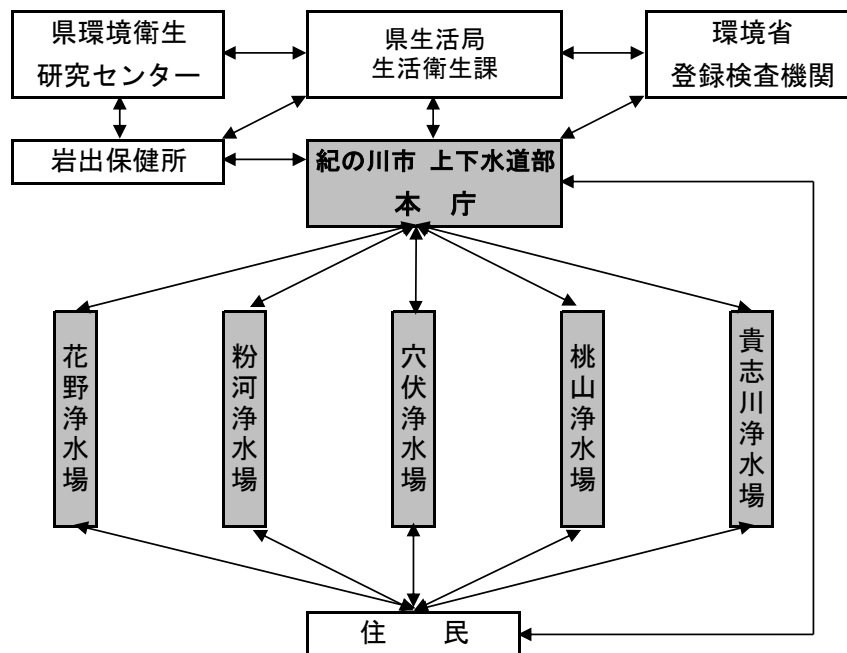 県環境衛生
研究センター
県生活局
生活衛生課
環境省
登録検査機関
岩出保健所
紀の川市 上下水道部
本 庁
花野浄水場
粉河浄水場
穴伏浄水場
桃山浄水場
貴志川浄水場
住 民